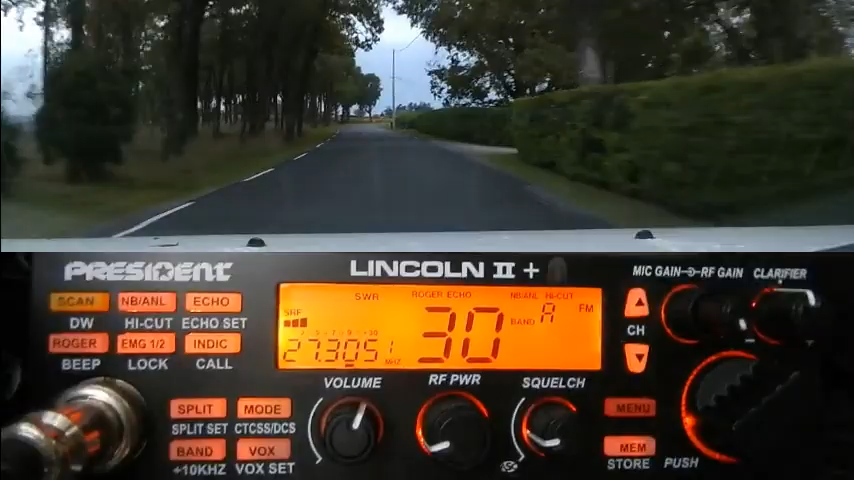 PRESIDENT LINCOLN II + MIC GAIN RF GAIN CLARIFIER
SCAN NB/ANL ECHO
DW HI-CUT ECHO SET
ROGER EMG 1/2 INDIC
BEEP LOCK CALL
SWR ROGER ECHO NB/ANL HI-CUT
SRF 30 BAND A FM
27.3051 MHZ
CH
VOLUME RF PWR SQUELCH
SPLIT MODE MENU
SPLIT SET CTCSS/DCS
BAND VOX MEM
+10KHZ VOX SET STORE PUSH